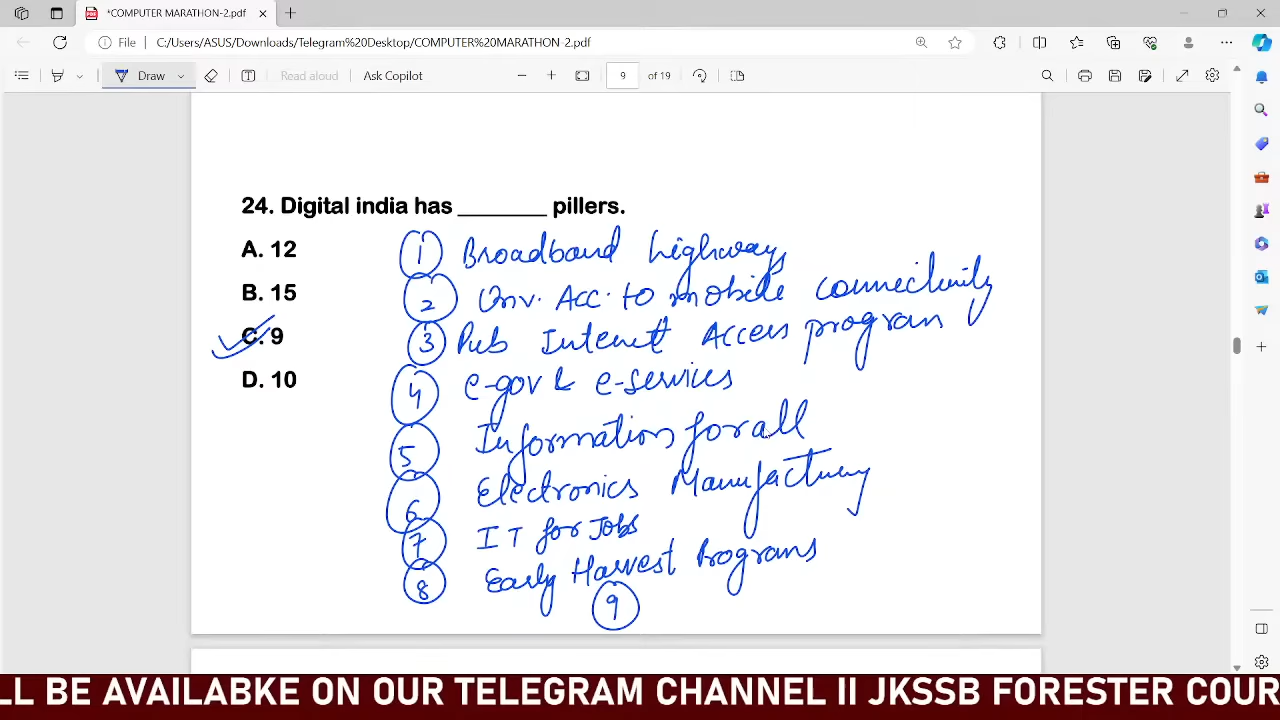 *COMPUTER MARATHON-2.pdf
File C:/Users/ASUS/Downloads/Telegram%20Desktop/COMPUTER%20MARATHON-2.pdf
Draw Read aloud Ask Copilot 9 of 19
24. Digital india has _______ pillers.
A. 12
B. 15
C. 9
D. 10
1 Broadband highways
2 Unv. Acc. to mobile connectivity
3 Pub Internet Access program
4 e-gov & e-services
5 Information for all
6 Electronics Manufacturing
7 IT for Jobs
8 Early Harvest Programs
9
LL BE AVAILABKE ON OUR TELEGRAM CHANNEL II JKSSB FORESTER COUR